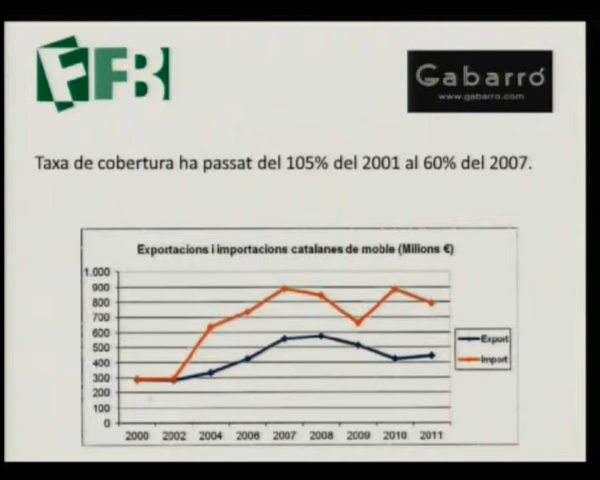 FFB
Gabarró
www.gabarro.com
Taxa de cobertura ha passat del 105% del 2001 al 60% del 2007.
Exportacions i importacions catalanes de moble (Milions €)
1.000
900
800
700
600
500
400
300
200
100
0
Export
Import
2000 2002 2004 2006 2007 2008 2009 2010 2011